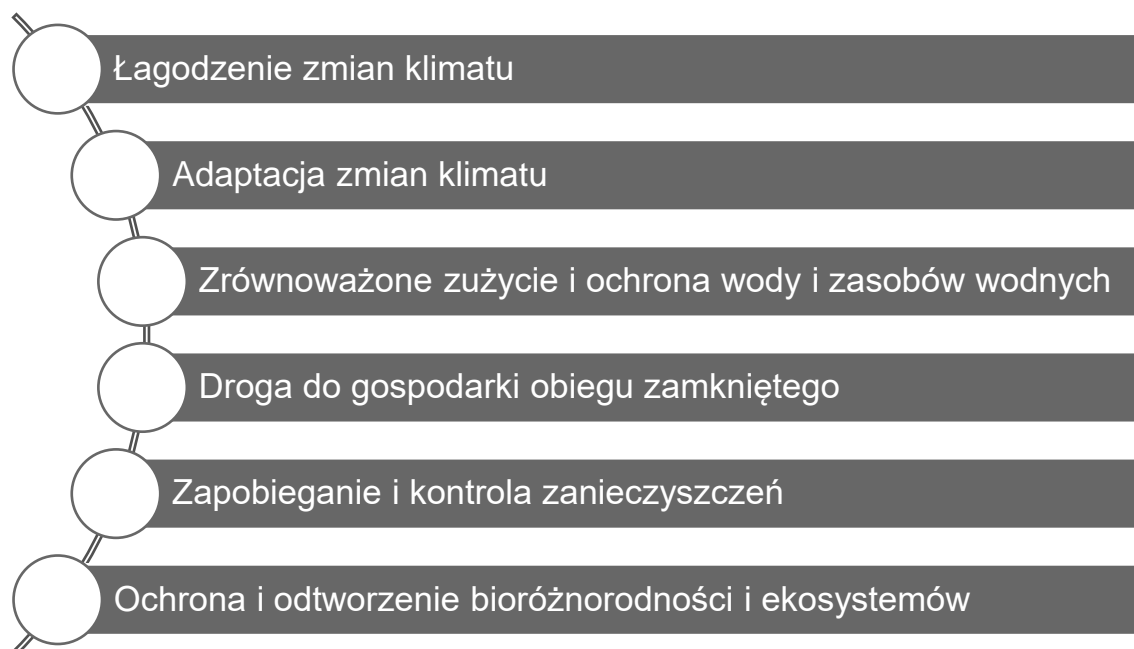 Łagodzenie zmian klimatu
Adaptacja zmian klimatu
Zrównoważone zużycie i ochrona wody i zasobów wodnych
Droga do gospodarki obiegu zamkniętego
Zapobieganie i kontrola zanieczyszczeń
Ochrona i odtworzenie bioróżnorodności i ekosystemów